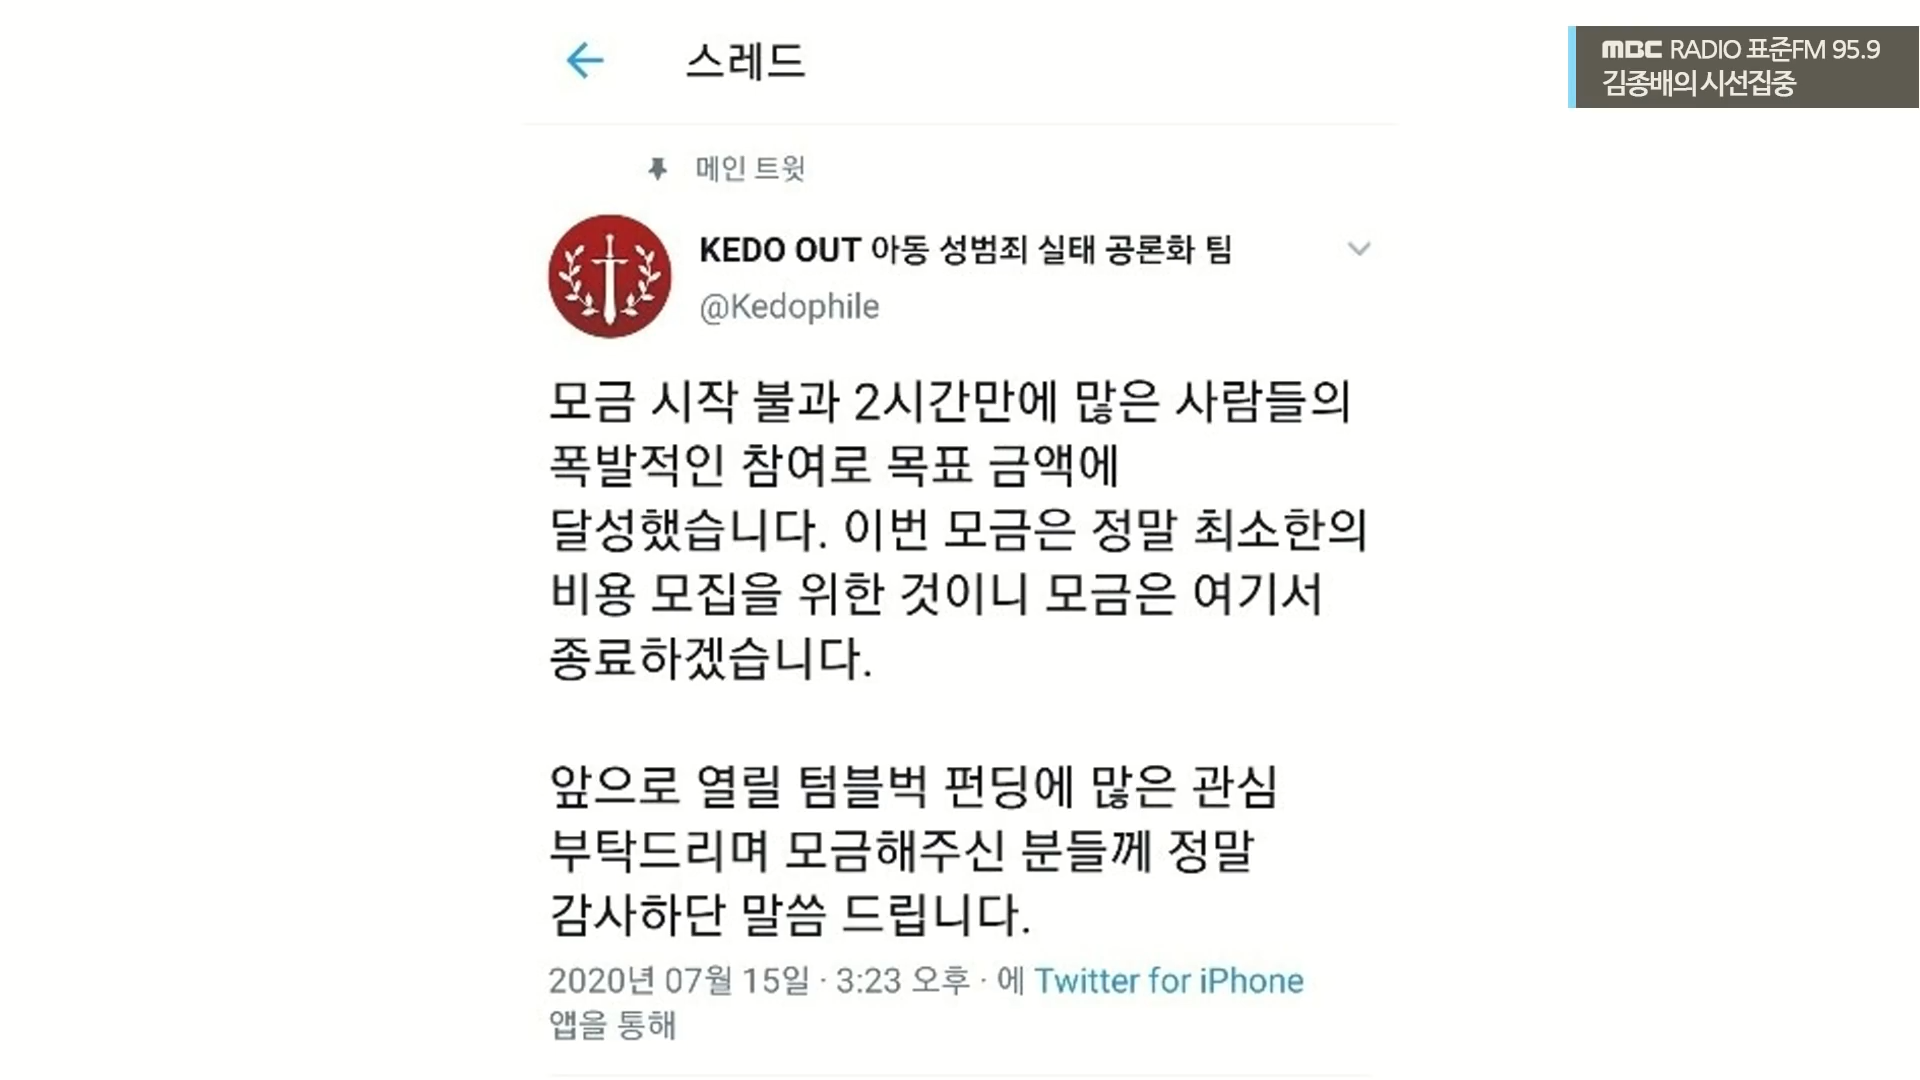 스레드
MBC RADIO 표준FM 95.9
김종배의 시선집중
메인 트윗
KEDO OUT 아동 성범죄 실태 공론화 팀
@Kedophile
모금 시작 불과 2시간만에 많은 사람들의
폭발적인 참여로 목표 금액에
달성했습니다. 이번 모금은 정말 최소한의
비용 모집을 위한 것이니 모금은 여기서
종료하겠습니다.
앞으로 열릴 텀블벅 펀딩에 많은 관심
부탁드리며 모금해주신 분들께 정말
감사하단 말씀 드립니다.
2020년 07월 15일 · 3:23 오후 · 에 Twitter for iPhone
앱을 통해